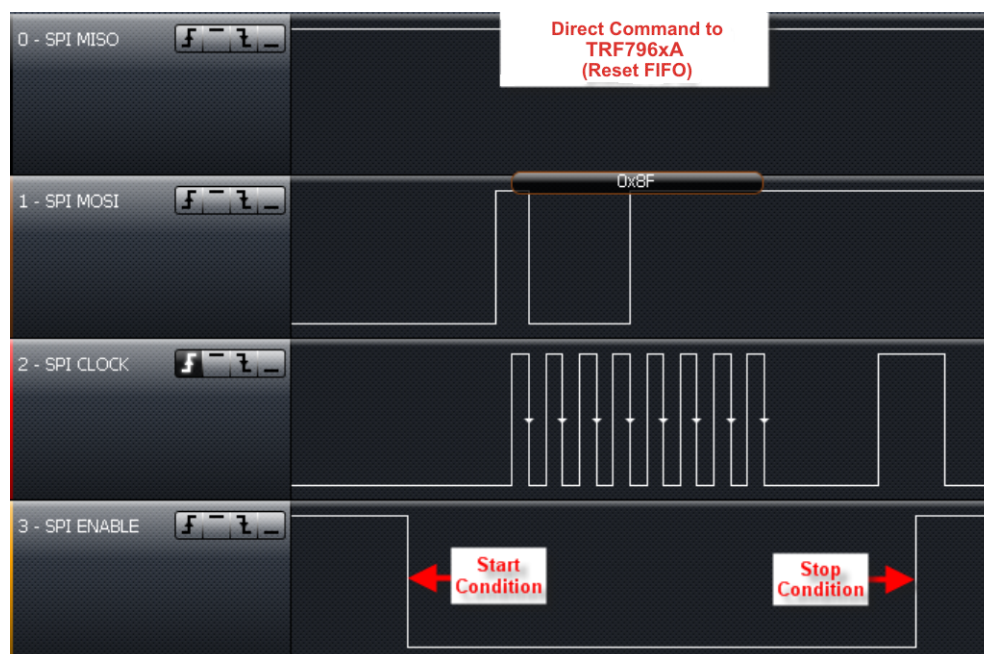 0 - SPI MISO
Direct Command to
TRF796xA
(Reset FIFO)
1 - SPI MOSI
0x8F
2 - SPI CLOCK
3 - SPI ENABLE
Start
Condition
Stop
Condition